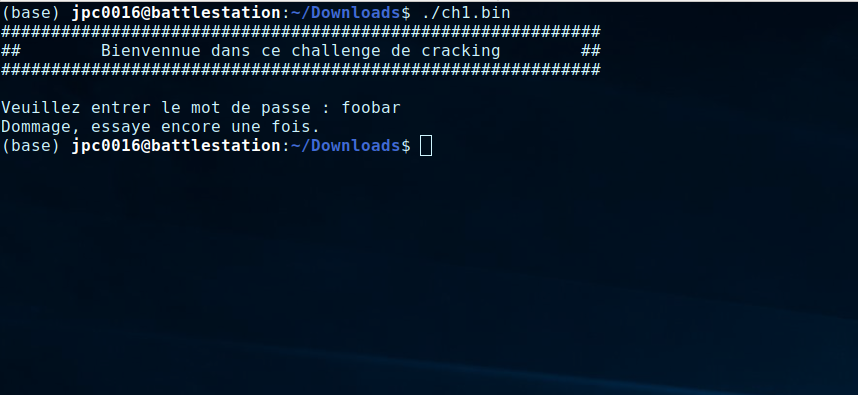 (base) jpc0016@battlestation:~/Downloads$ ./ch1.bin
############################################################
##        Bienvennue dans ce challenge de cracking        ##
############################################################
Veuillez entrer le mot de passe : foobar
Dommage, essaye encore une fois.
(base) jpc0016@battlestation:~/Downloads$